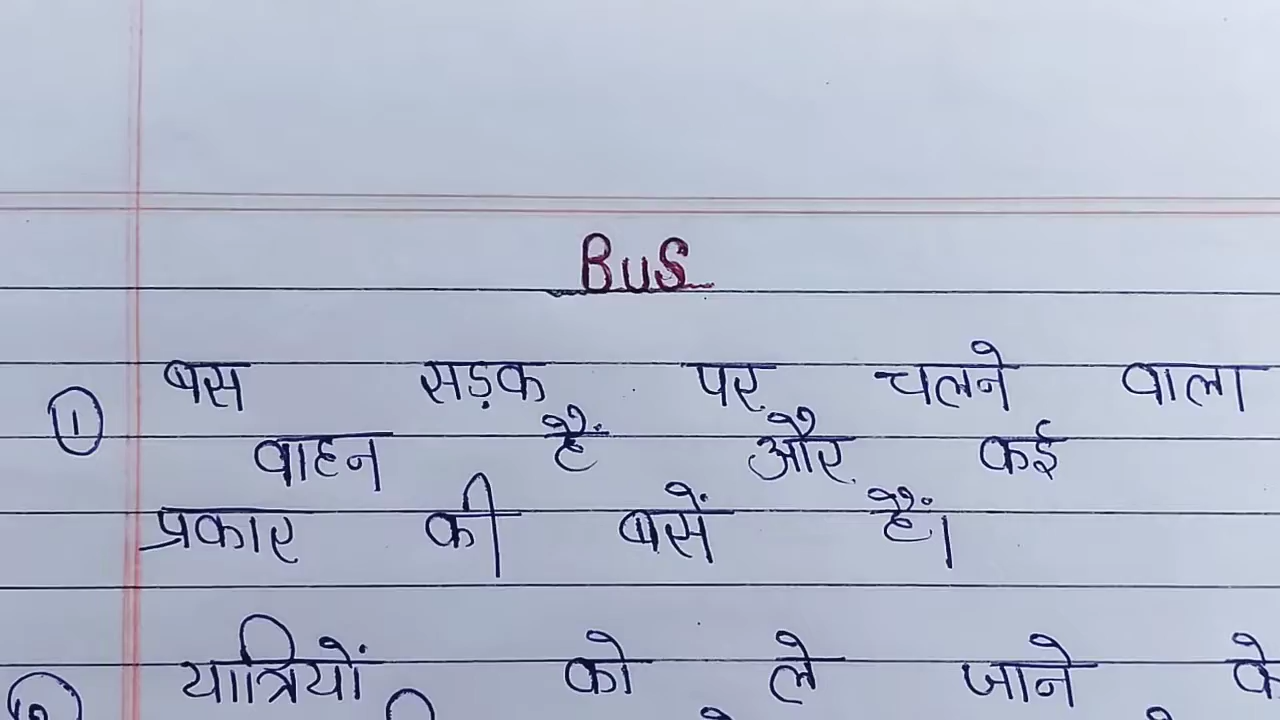 Bus
① बस सड़क पर चलने वाला
वाहन हैं और कई
प्रकार की बसें हैं।
यात्रियों को ले जाने के